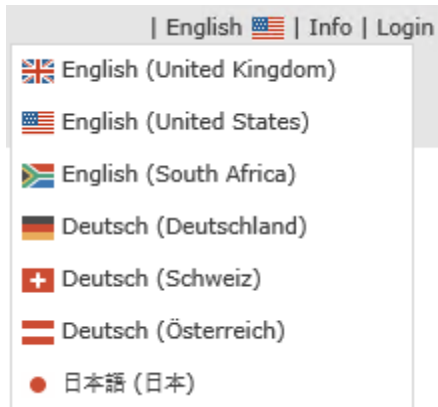 | English | Info | Login
English (United Kingdom)
English (United States)
English (South Africa)
Deutsch (Deutschland)
Deutsch (Schweiz)
Deutsch (Österreich)
日本語 (日本)